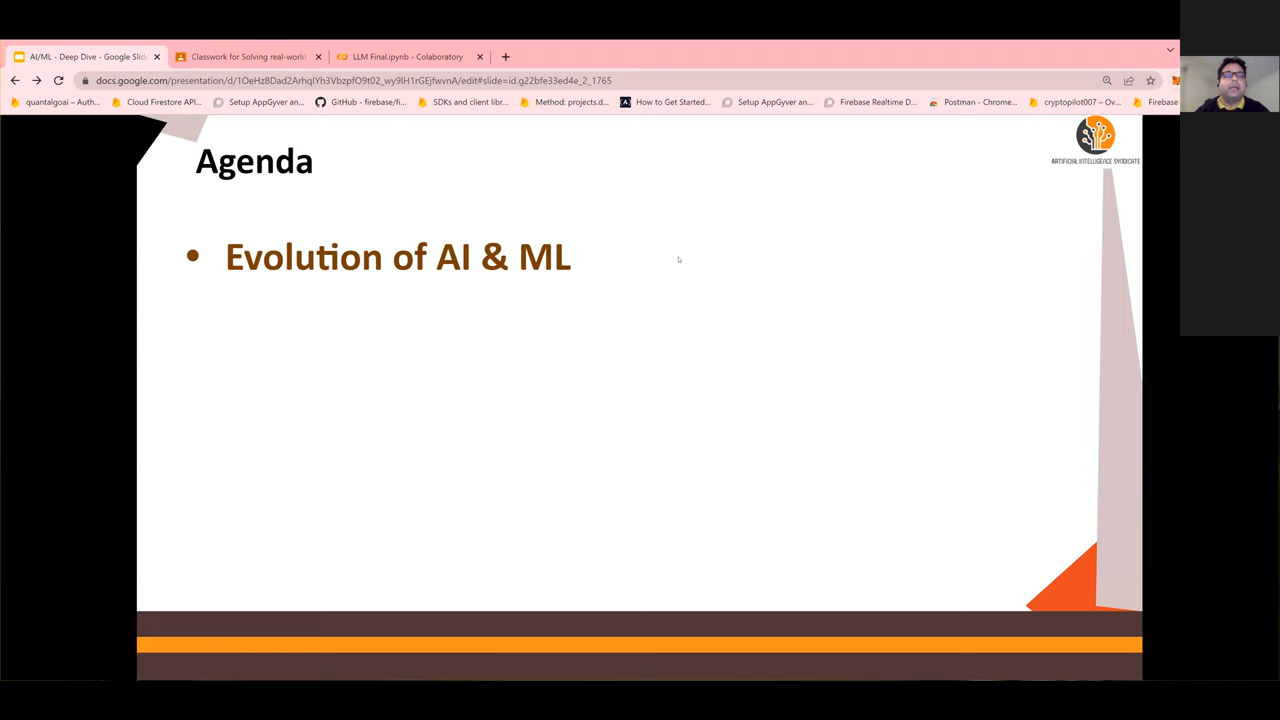 AI/ML - Deep Dive - Google Slid
Classwork for Solving real-world
LLM Final.ipynb - Colaboratory
docs.google.com/presentation/d/1OeHz8Dad2ArhqIYh3VbzpfO9t02_wy9lH1rGEjfwvnA/edit#slide=id.g22bfe33ed4e_2_1765
quantalgoai – Auth...
Cloud Firestore API...
Setup AppGyver an...
GitHub - firebase/fi...
SDKs and client libr...
Method: projects.d...
How to Get Started...
Setup AppGyver an...
Firebase Realtime D...
Postman - Chrome...
cryptopilot007 – Ov...
Firebase
ARTIFICIAL INTELLIGENCE SYNDICATE
Agenda
• Evolution of AI & ML